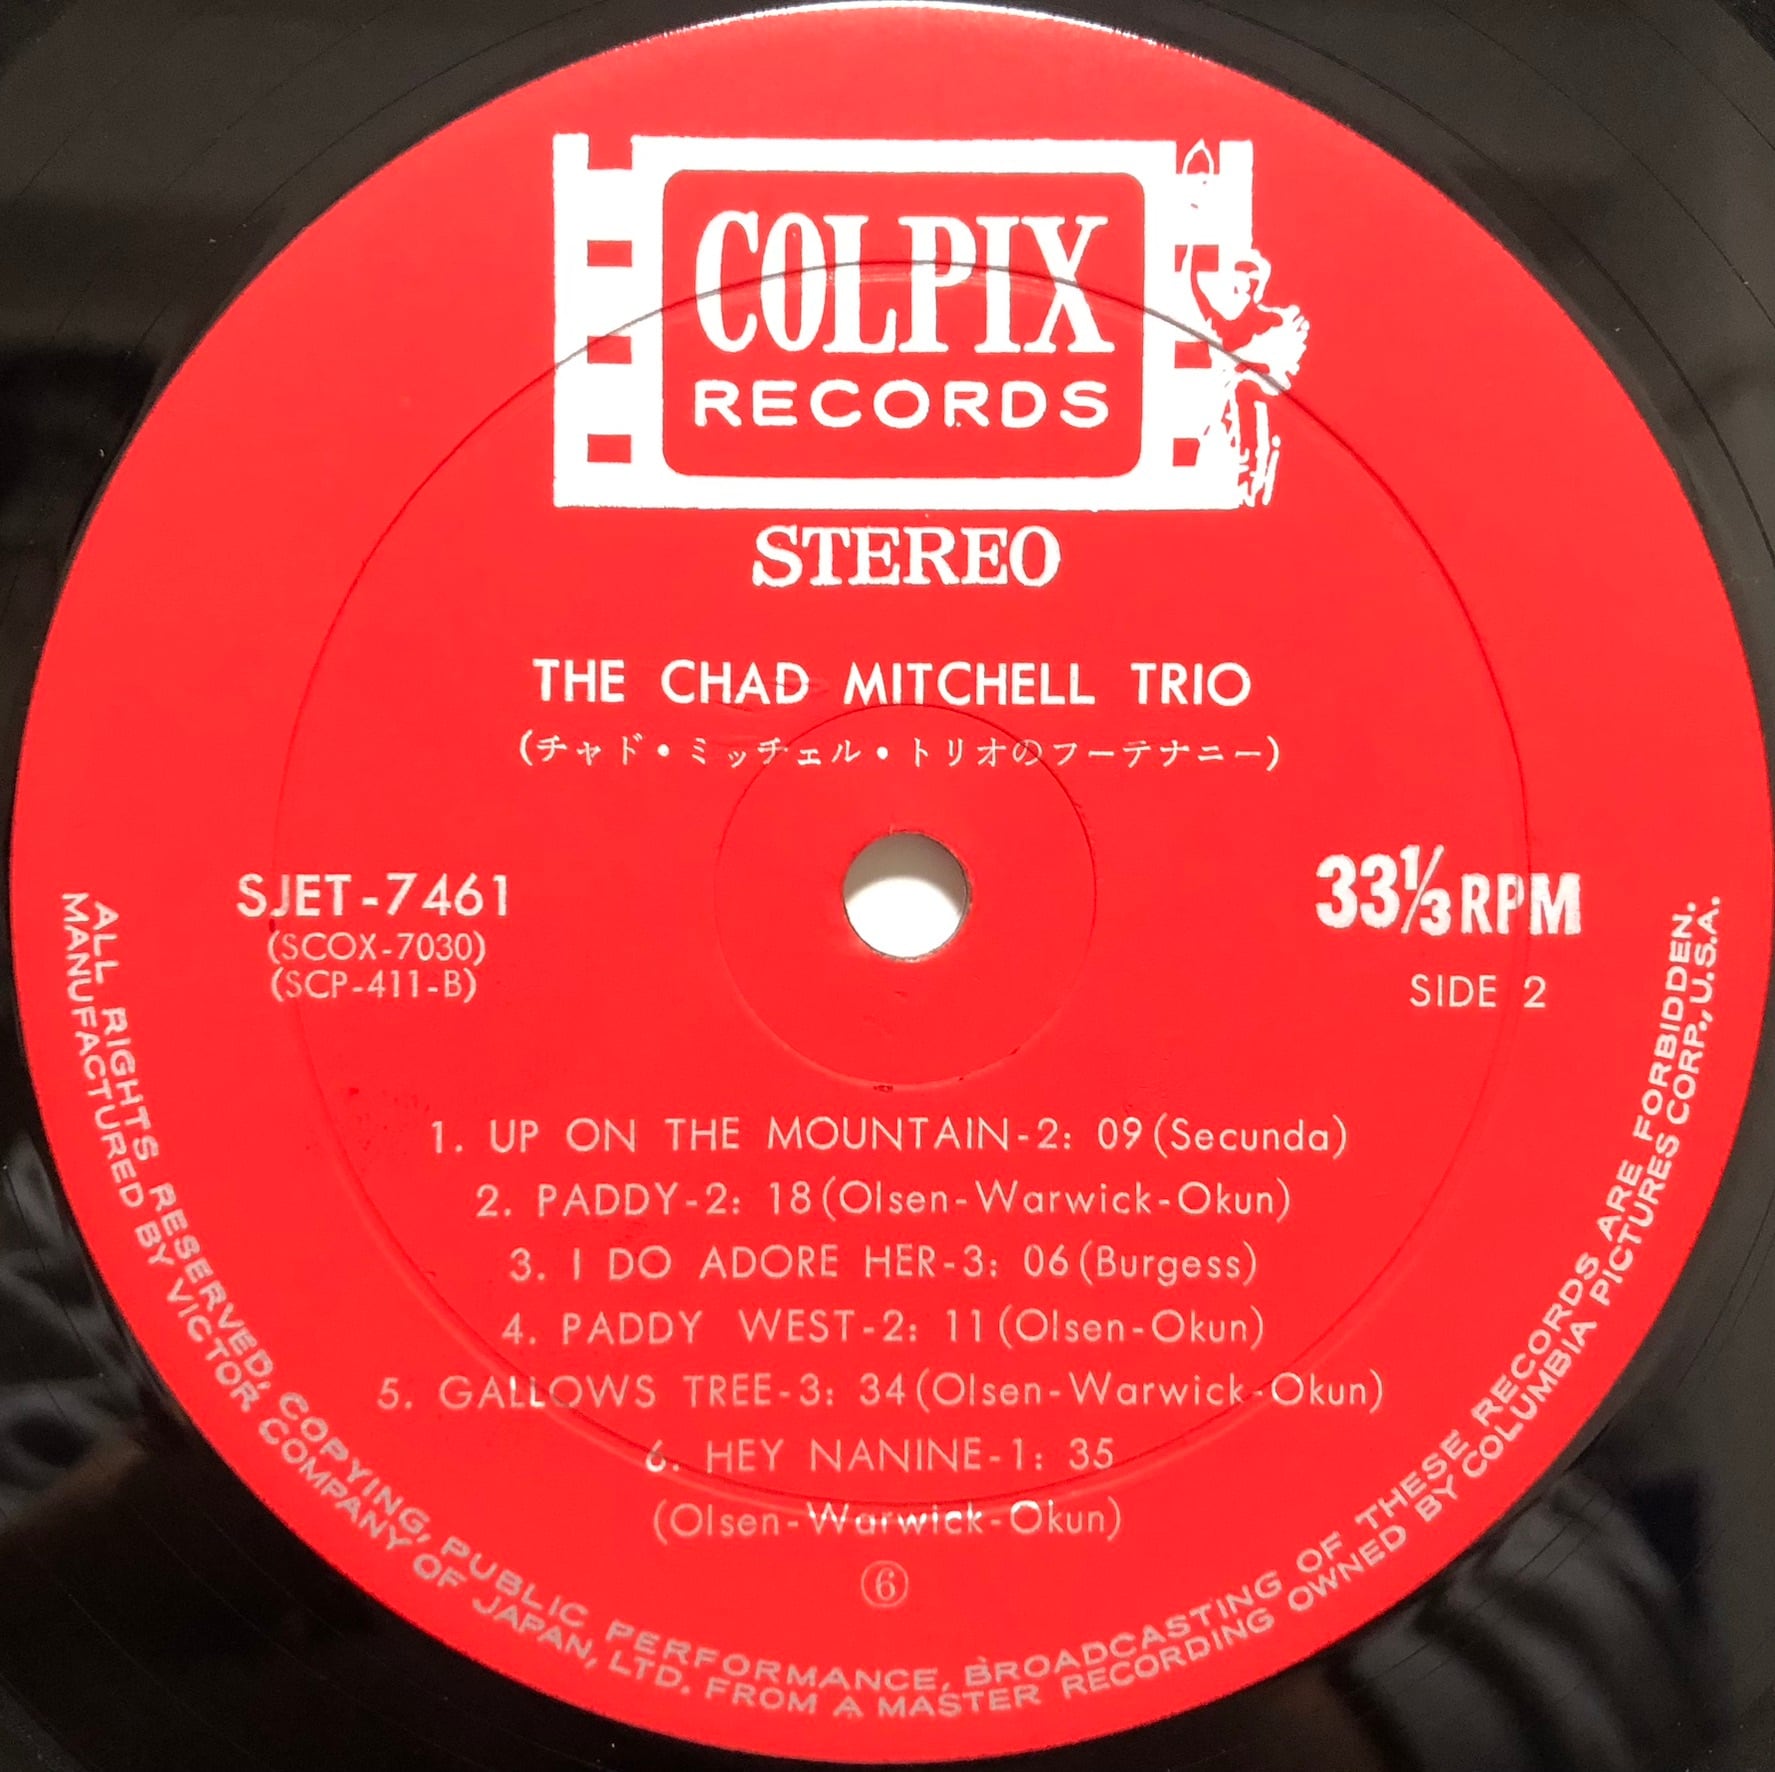 COLPIX
RECORDS
STEREO
THE CHAD MITCHELL TRIO
(チャド・ミッチェル・トリオのフーテナニー)
SJET-7461
(SCOX-7030)
(SCP-411-B)
33⅓ RPM
SIDE 2
1. UP ON THE MOUNTAIN-2: 09 (Secunda)
2. PADDY-2: 18 (Olsen-Warwick-Okun)
3. I DO ADORE HER-3: 06 (Burgess)
4. PADDY WEST-2: 11 (Olsen-Okun)
5. GALLOWS TREE-3: 34 (Olsen-Warwick-Okun)
6. HEY NANINE-1: 35
(Olsen-Warwick-Okun)
⑥
ALL RIGHTS RESERVED, COPYING, PUBLIC PERFORMANCE, BROADCASTING OF THESE RECORDS ARE FORBIDDEN.
MANUFACTURED BY VICTOR COMPANY OF JAPAN, LTD. FROM A MASTER RECORDING OWNED BY COLUMBIA PICTURES CORP., U.S.A.